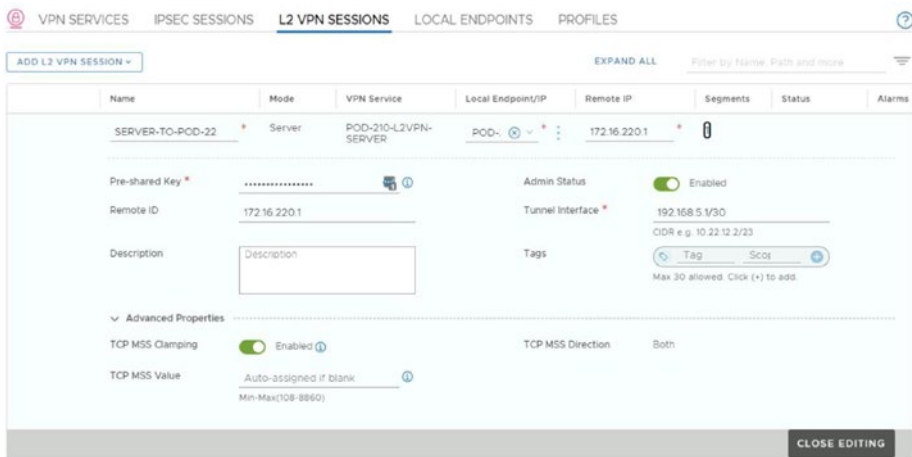 VPN SERVICES IPSEC SESSIONS L2 VPN SESSIONS LOCAL ENDPOINTS PROFILES
ADD L2 VPN SESSION EXPAND ALL Filter by Name, Path and more
Name Mode VPN Service Local Endpoint/IP Remote IP Segments Status Alarms
SERVER-TO-POD-22 * Server POD-210-L2VPN-SERVER POD-. * 172.16.220.1 *
Pre-shared Key * ................ Admin Status Enabled
Remote ID 172.16.220.1 Tunnel Interface * 192.168.5.1/30
CIDR e.g. 10.22.12.2/23
Description Description Tags Tag Scop
Max 30 allowed. Click (+) to add.
Advanced Properties
TCP MSS Clamping Enabled TCP MSS Direction Both
TCP MSS Value Auto-assigned if blank
Min-Max(108-8860)
CLOSE EDITING